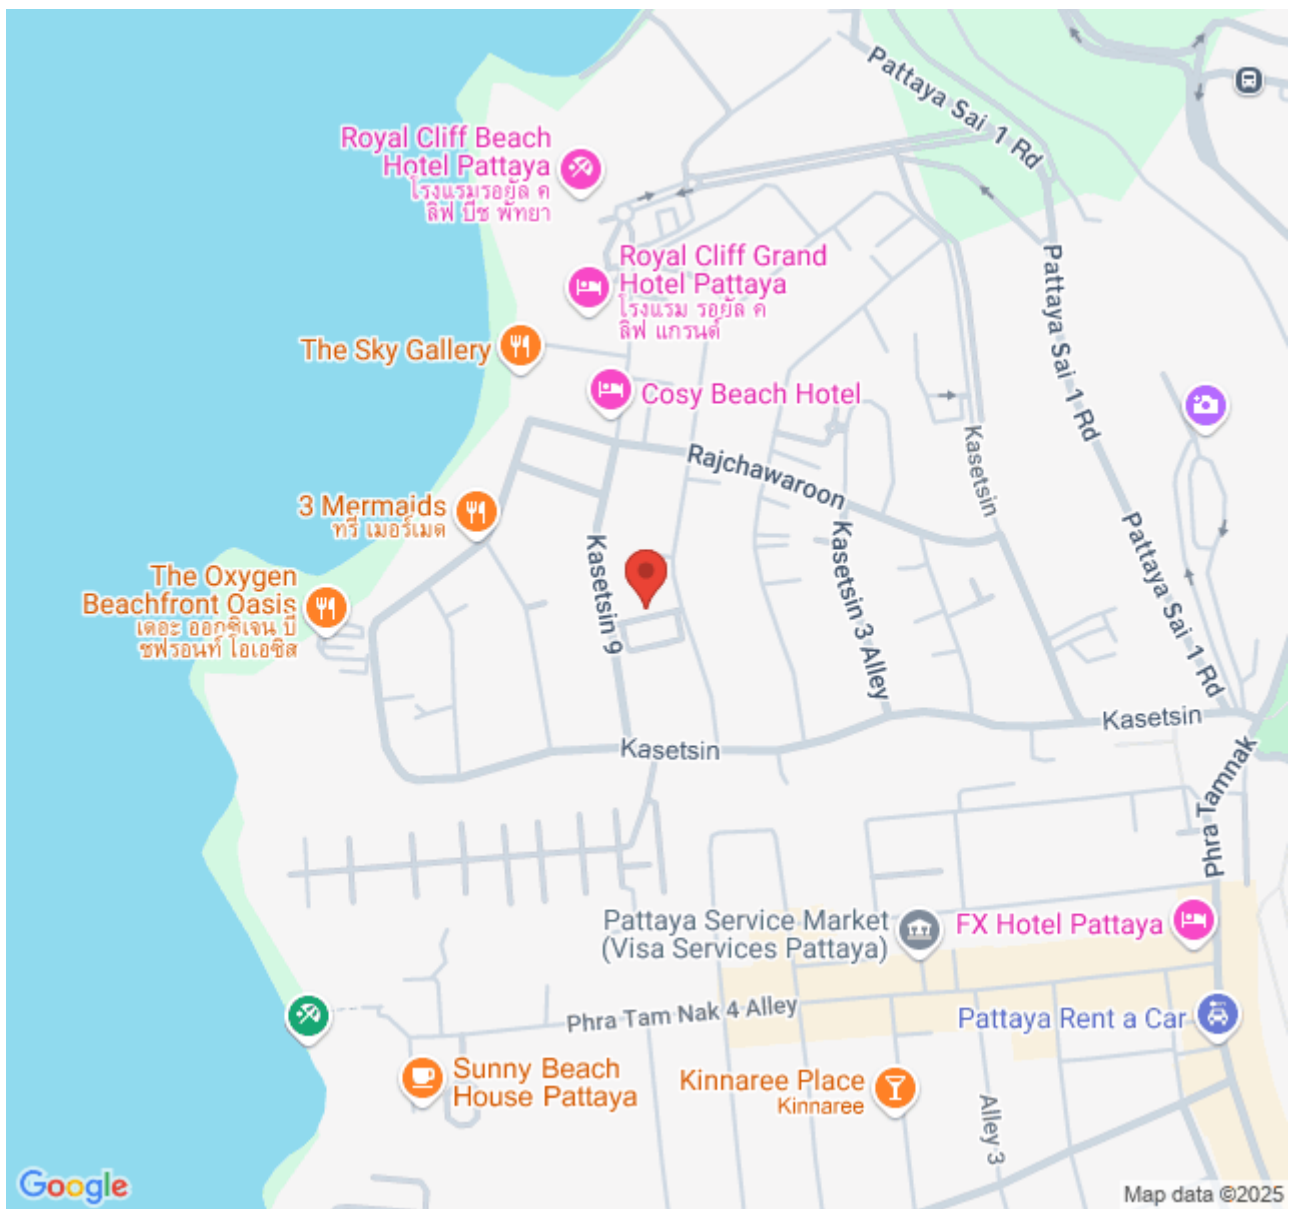 Pattaya Sai 1 Rd
Royal Cliff Beach
Hotel Pattaya
โรงแรมรอยัล ค
ลิฟ บีช พัทยา
Royal Cliff Grand
Hotel Pattaya
โรงแรม รอยัล ค
ลิฟ แกรนด์
Pattaya Sai 1 Rd
The Sky Gallery
Cosy Beach Hotel
Rajchawaroon
Kasetsin
3 Mermaids
ทรี เมอร์เมด
Kasetsin 9
Kasetsin 3 Alley
Pattaya Sai 1 Rd
The Oxygen
Beachfront Oasis
เดอะ ออกซิเจน บี
ชฟรอนท์ โอเอซิส
Kasetsin
Kasetsin
Phra Tamnak
Pattaya Service Market
(Visa Services Pattaya)
FX Hotel Pattaya
Phra Tam Nak 4 Alley
Pattaya Rent a Car
Sunny Beach
House Pattaya
Kinnaree Place
Kinnaree
Alley 3
Google
Map data ©2025